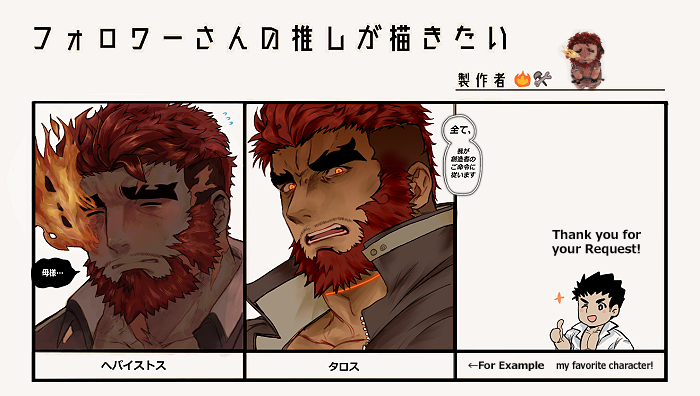 フォロワーさんの推しが描きたい
製作者🔥🛠
全て、
我が
創造者の
ご命令に
従います
母様…
Thank you for
your Request!
ヘパイストス
タロス
←For Example my favorite character!